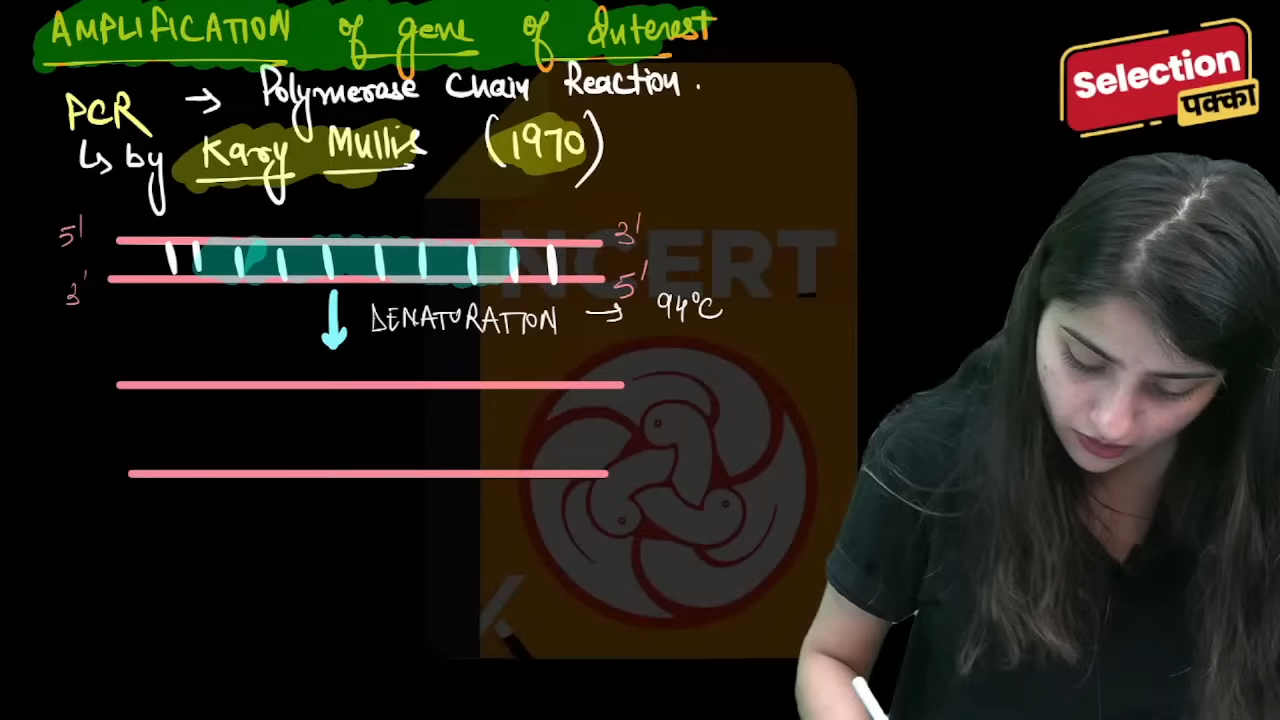 AMPLIFICATION of gene of Interest
PCR → Polymerase Chain Reaction.
↳ by Kary Mullis (1970)
5' 3'
3' 5'
DENATURATION → 94°C
NCERT
Selection
पक्का